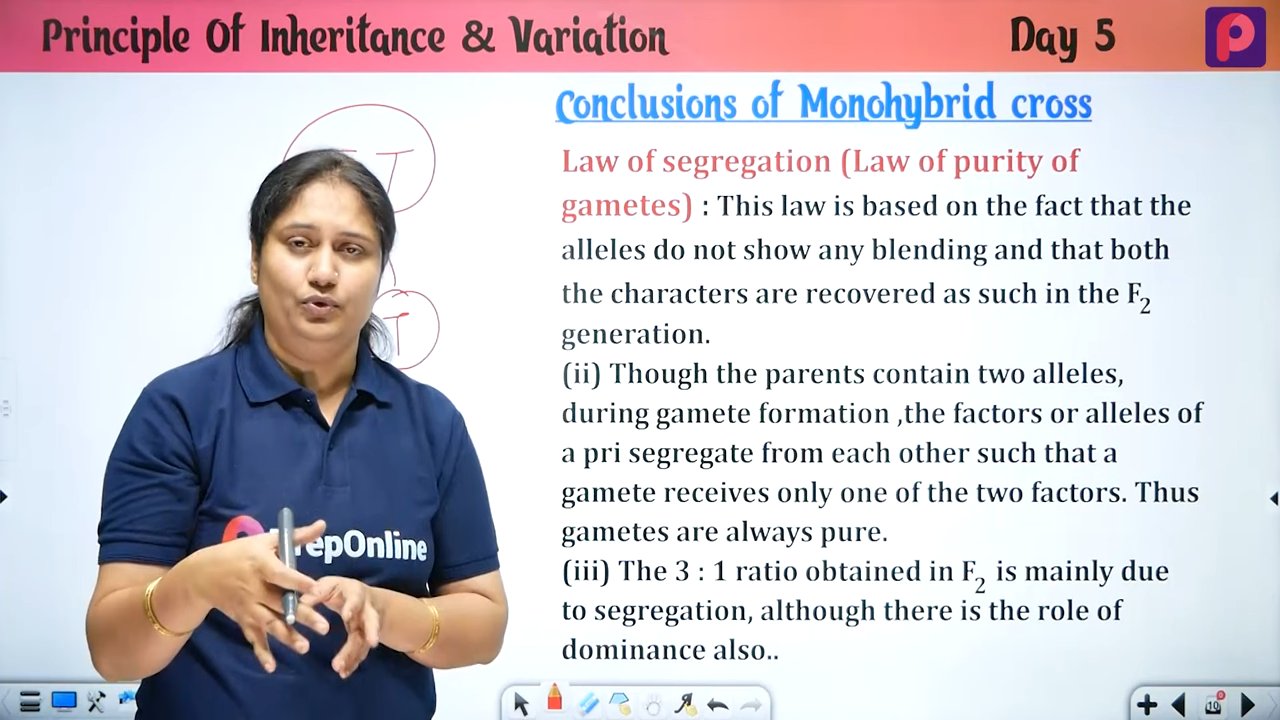 Principle Of Inheritance & Variation
Day 5
Conclusions of Monohybrid cross
Law of segregation (Law of purity of
gametes) : This law is based on the fact that the
alleles do not show any blending and that both
the characters are recovered as such in the F2
generation.
(ii) Though the parents contain two alleles,
during gamete formation ,the factors or alleles of
a pri segregate from each other such that a
gamete receives only one of the two factors. Thus
gametes are always pure.
(iii) The 3 : 1 ratio obtained in F2 is mainly due
to segregation, although there is the role of
dominance also..
T
T
10